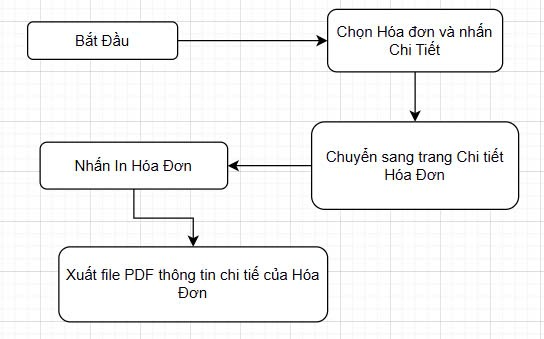 Bắt Đầu
Chọn Hóa đơn và nhấn
Chi Tiết
Chuyển sang trang Chi tiết
Hóa Đơn
Nhấn In Hóa Đơn
Xuất file PDF thông tin chi tiế của Hóa
Đơn